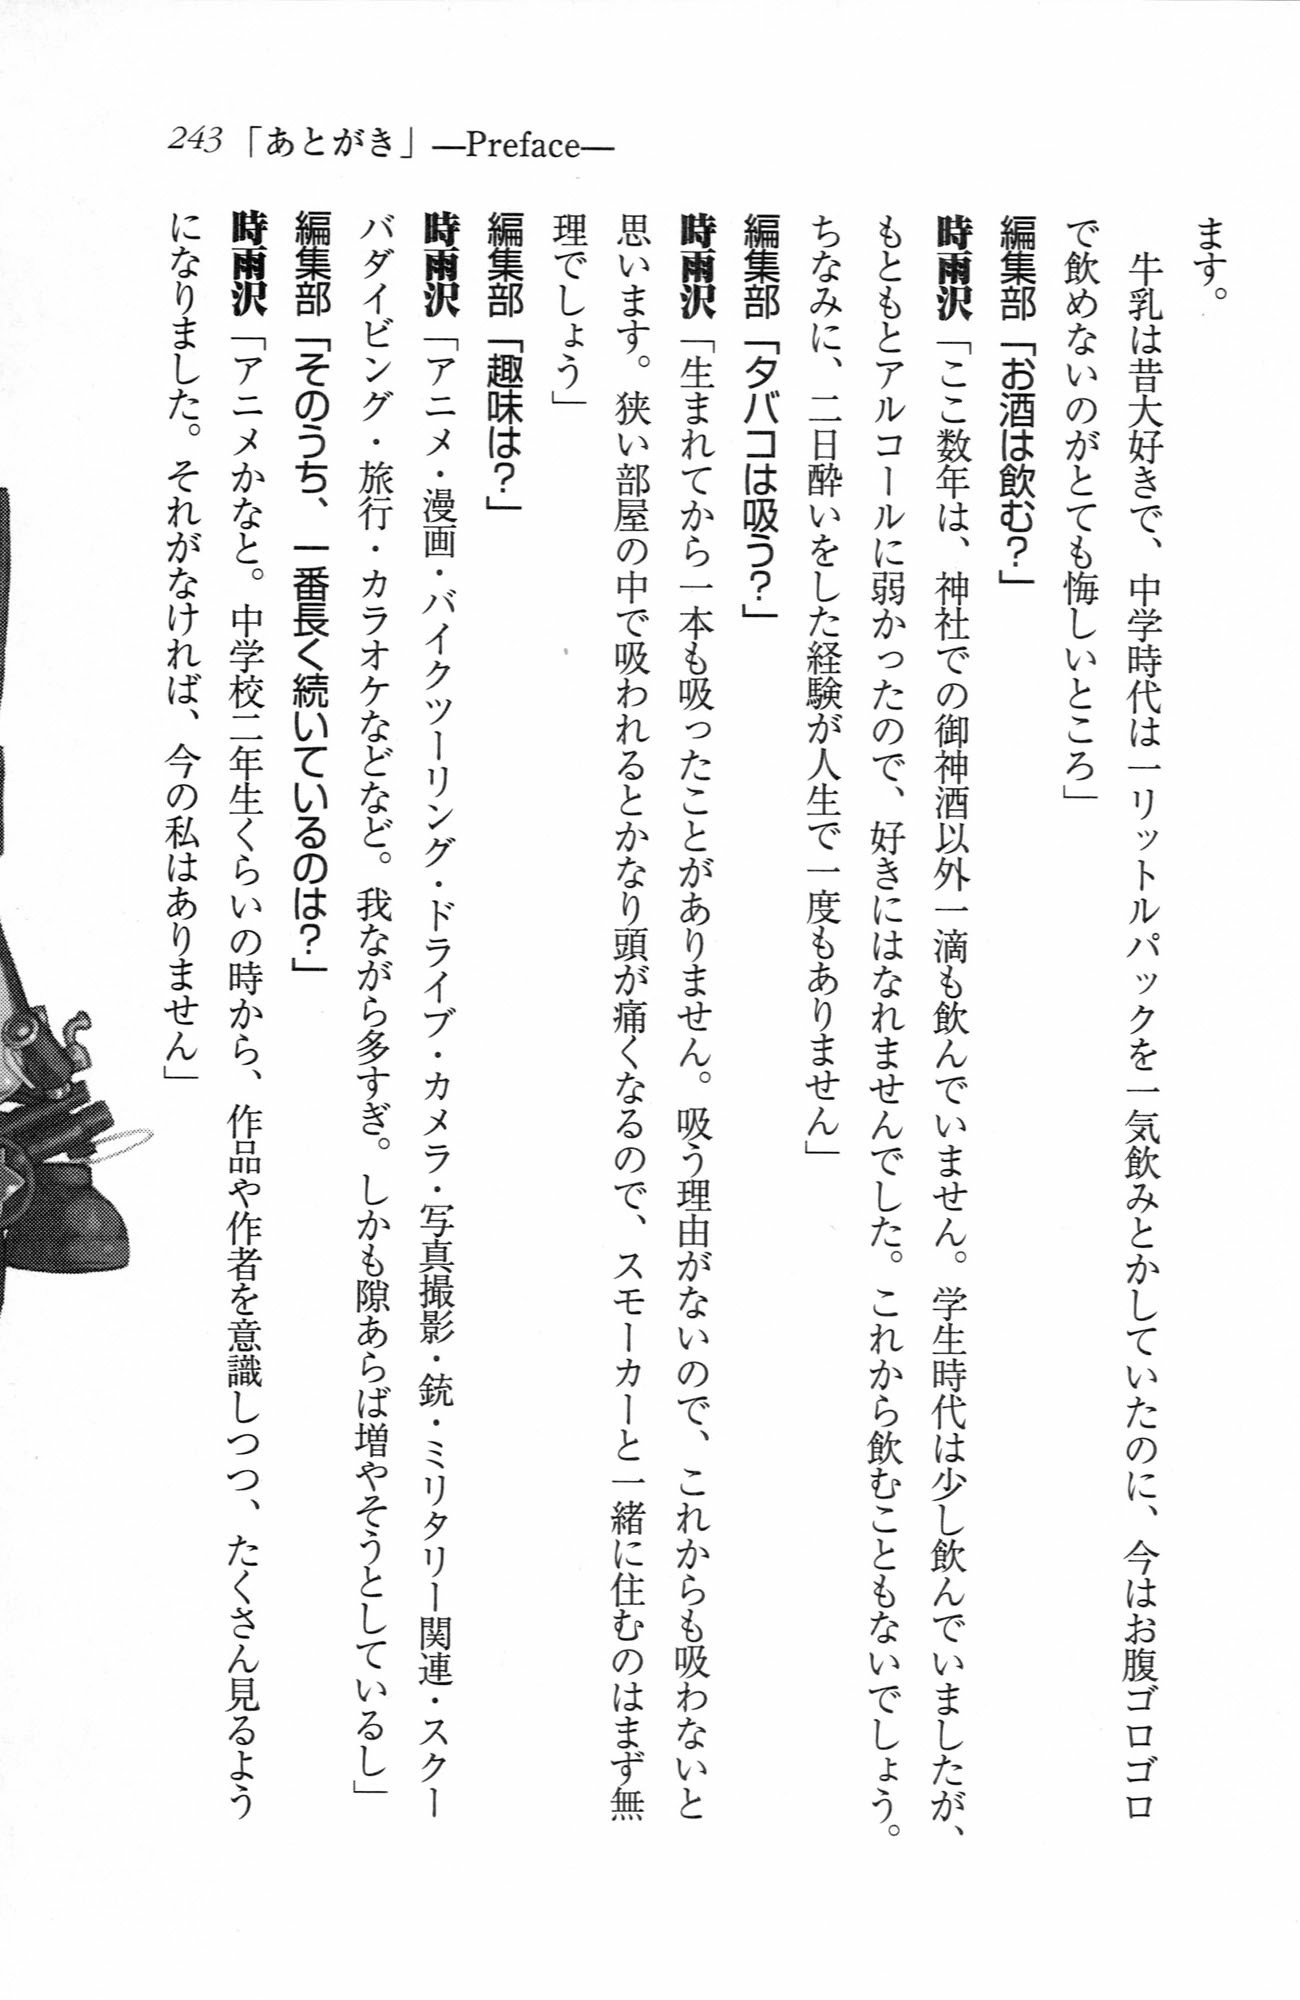 243 「あとがき」 ―Preface―
ます。
　牛乳は昔大好きで、中学時代は一リットルパックを一気飲みとかしていたのに、今はお腹ゴロゴロ
で飲めないのがとても悔しいところ」
編集部「お酒は飲む？」
時雨沢「ここ数年は、神社での御神酒以外一滴も飲んでいません。学生時代は少し飲んでいましたが、
もともとアルコールに弱かったので、好きにはなれませんでした。これから飲むこともないでしょう。
ちなみに、二日酔いをした経験が人生で一度もありません」
編集部「タバコは吸う？」
時雨沢「生まれてから一本も吸ったことがありません。吸う理由がないので、これからも吸わないと
思います。狭い部屋の中で吸われるとかなり頭が痛くなるので、スモーカーと一緒に住むのはまず無
理でしょう」
編集部「趣味は？」
時雨沢「アニメ・漫画・バイクツーリング・ドライブ・カメラ・写真撮影・銃・ミリタリー関連・スクー
バダイビング・旅行・カラオケなどなど。我ながら多すぎ。しかも隙あらば増やそうとしているし」
編集部「そのうち、一番長く続いているのは？」
時雨沢「アニメかなと。中学校二年生くらいの時から、作品や作者を意識しつつ、たくさん見るよう
になりました。それがなければ、今の私はありません」